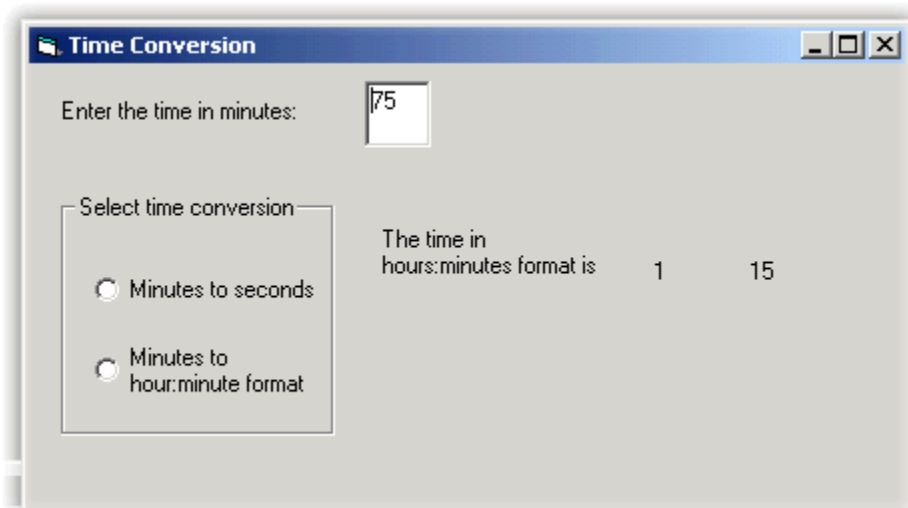 Time Conversion
Enter the time in minutes:
75
Select time conversion
Minutes to seconds
Minutes to
hour:minute format
The time in
hours:minutes format is 1 15